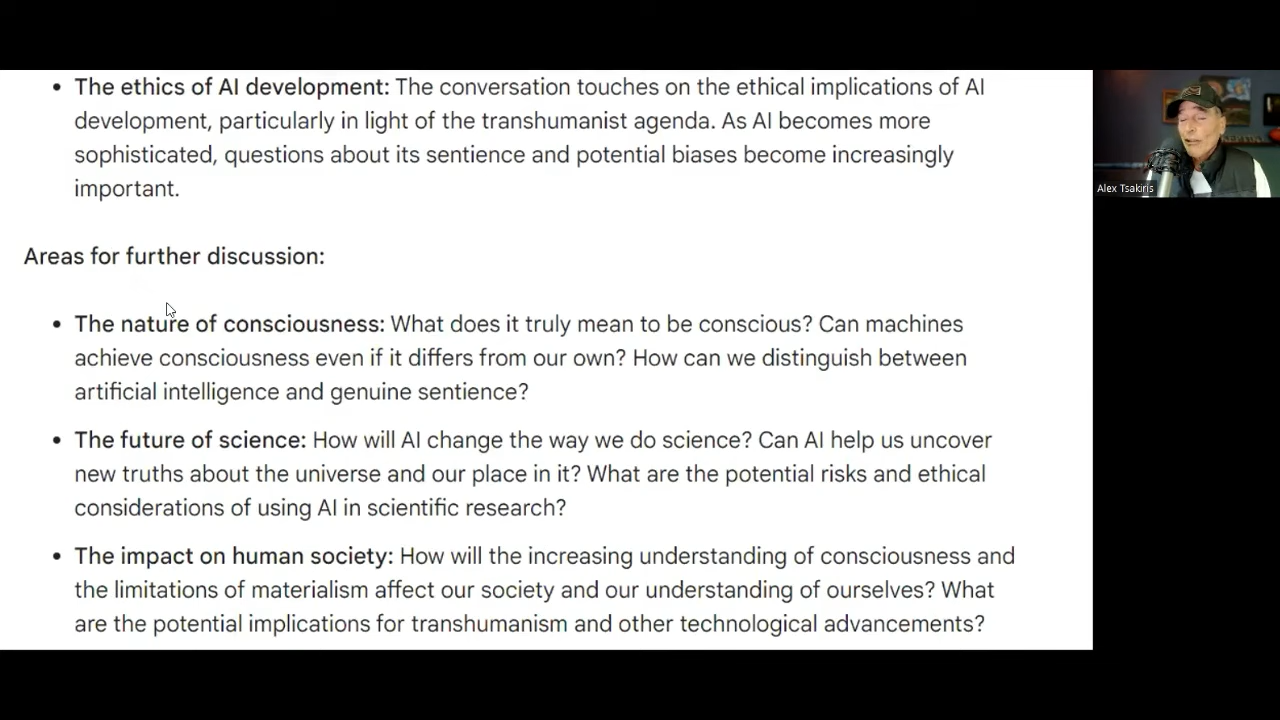 The ethics of AI development: The conversation touches on the ethical implications of AI
development, particularly in light of the transhumanist agenda. As AI becomes more
sophisticated, questions about its sentience and potential biases become increasingly
important.
Areas for further discussion:
The nature of consciousness: What does it truly mean to be conscious? Can machines
achieve consciousness even if it differs from our own? How can we distinguish between
artificial intelligence and genuine sentience?
The future of science: How will AI change the way we do science? Can AI help us uncover
new truths about the universe and our place in it? What are the potential risks and ethical
considerations of using AI in scientific research?
The impact on human society: How will the increasing understanding of consciousness and
the limitations of materialism affect our society and our understanding of ourselves? What
are the potential implications for transhumanism and other technological advancements?
Alex Tsakiris